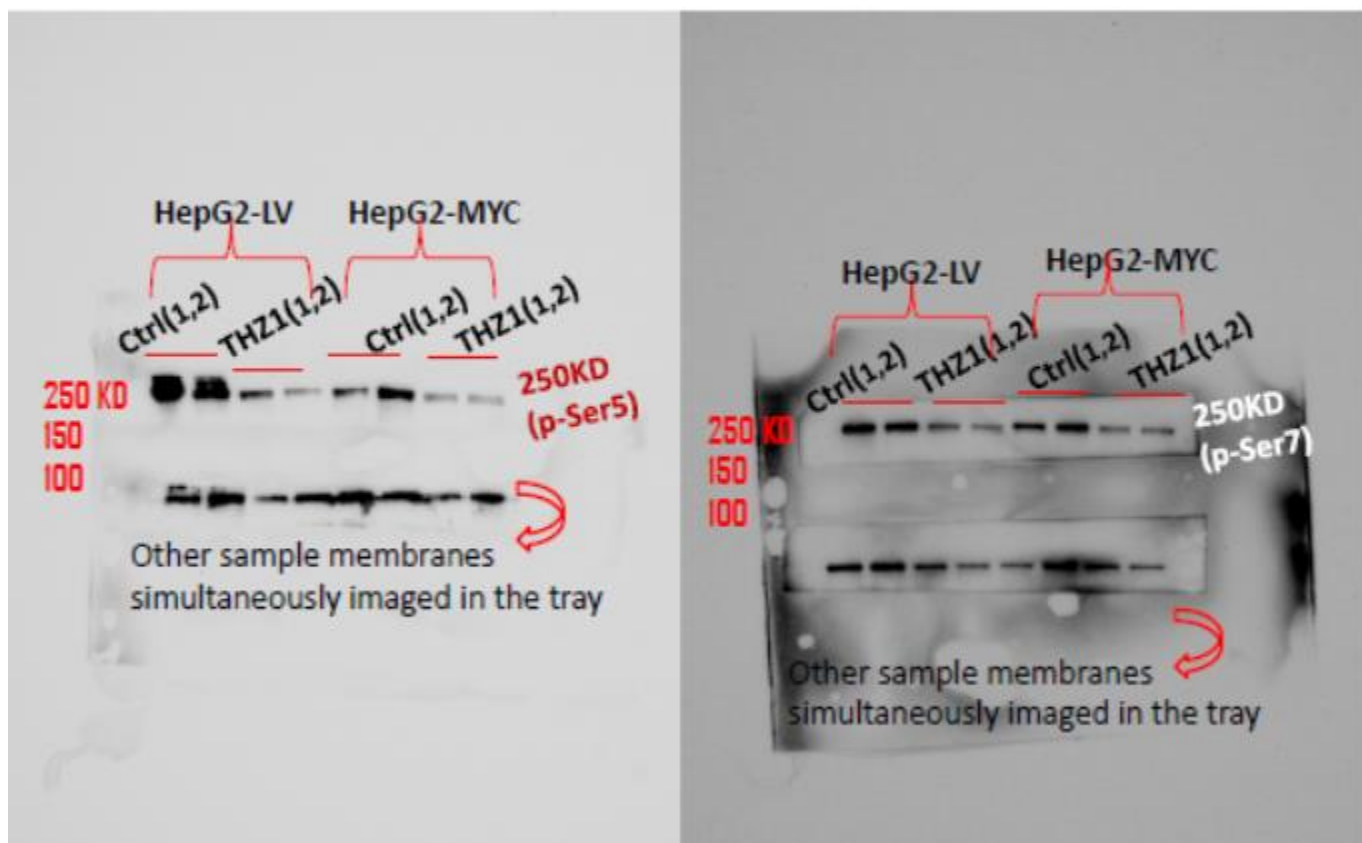 HepG2-LV HepG2-MYC
Ctrl(1,2) THZ1(1,2) Ctrl(1,2) THZ1(1,2)
250 KD
150
100
250KD
(p-Ser5)
Other sample membranes
simultaneously imaged in the tray
HepG2-LV HepG2-MYC
Ctrl(1,2) THZ1(1,2) Ctrl(1,2) THZ1(1,2)
250 KD
150
100
250KD
(p-Ser7)
Other sample membranes
simultaneously imaged in the tray